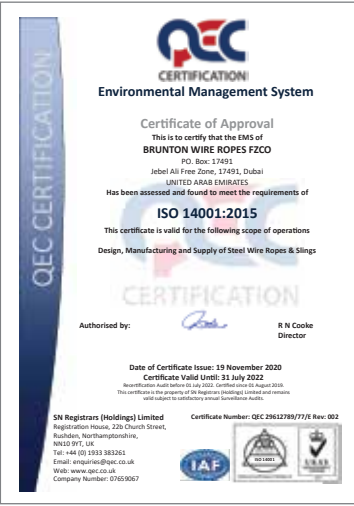 QEC
CERTIFICATION
Environmental Management System
Certificate of Approval
This is to certify that the EMS of
BRUNTON WIRE ROPES FZCO
PO. Box: 17491
Jebel Ali Free Zone, 17491, Dubai
UNITED ARAB EMIRATES
Has been assessed and found to meet the requirements of
ISO 14001:2015
This certificate is valid for the following scope of operations
Design, Manufacturing and Supply of Steel Wire Ropes & Slings
QEC CERTIFICATION
CERTIFICATION
Authorised by:
R N Cooke
Director
Date of Certificate Issue: 19 November 2020
Certificate Valid Until: 31 July 2022
Recertification Audit before 01 July 2022. Certified since 01 August 2019.
This certificate is the property of SN Registrars (Holdings) Limited and remains
valid subject to satisfactory annual Surveillance Audits.
SN Registrars (Holdings) Limited
Registration House, 22b Church Street,
Rushden, Northamptonshire,
NN10 9YT, UK
Tel: +44 (0) 1933 383261
Email: enquiries@qec.co.uk
Web: www.qec.co.uk
Company Number: 07659067
Certificate Number: QEC 29612789/77/E Rev: 002
IAF
ISO 14001
UKAS